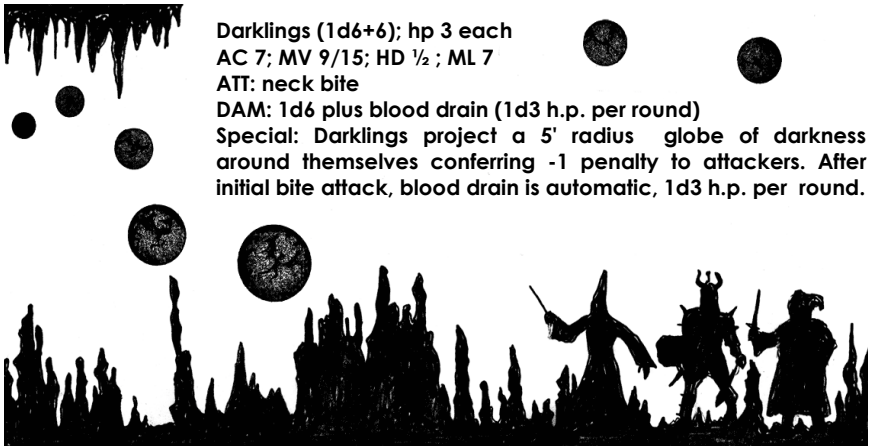 Darklings (1d6+6); hp 3 each
AC 7; MV 9/15; HD ½ ; ML 7
ATT: neck bite
DAM: 1d6 plus blood drain (1d3 h.p. per round)
Special: Darklings project a 5' radius globe of darkness
around themselves conferring -1 penalty to attackers. After
initial bite attack, blood drain is automatic, 1d3 h.p. per round.